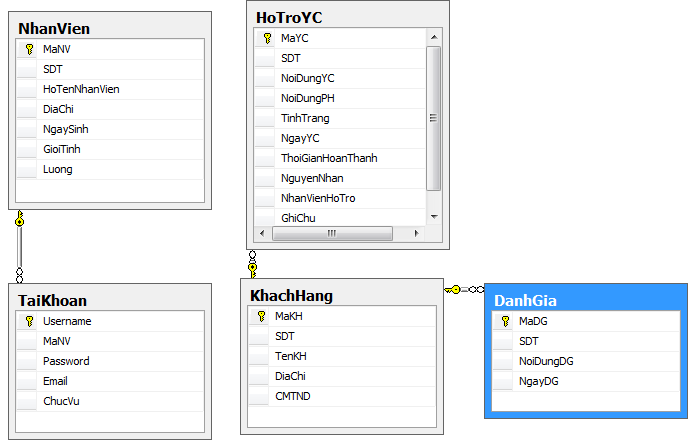 NhanVien
MaNV
SDT
HoTenNhanVien
DiaChi
NgaySinh
GioiTinh
Luong
HoTroYC
MaYC
SDT
NoiDungYC
NoiDungPH
TinhTrang
NgayYC
ThoiGianHoanThanh
NguyenNhan
NhanVienHoTro
GhiChu
TaiKhoan
Username
MaNV
Password
Email
ChucVu
KhachHang
MaKH
SDT
TenKH
DiaChi
CMTND
DanhGia
MaDG
SDT
NoiDungDG
NgayDG